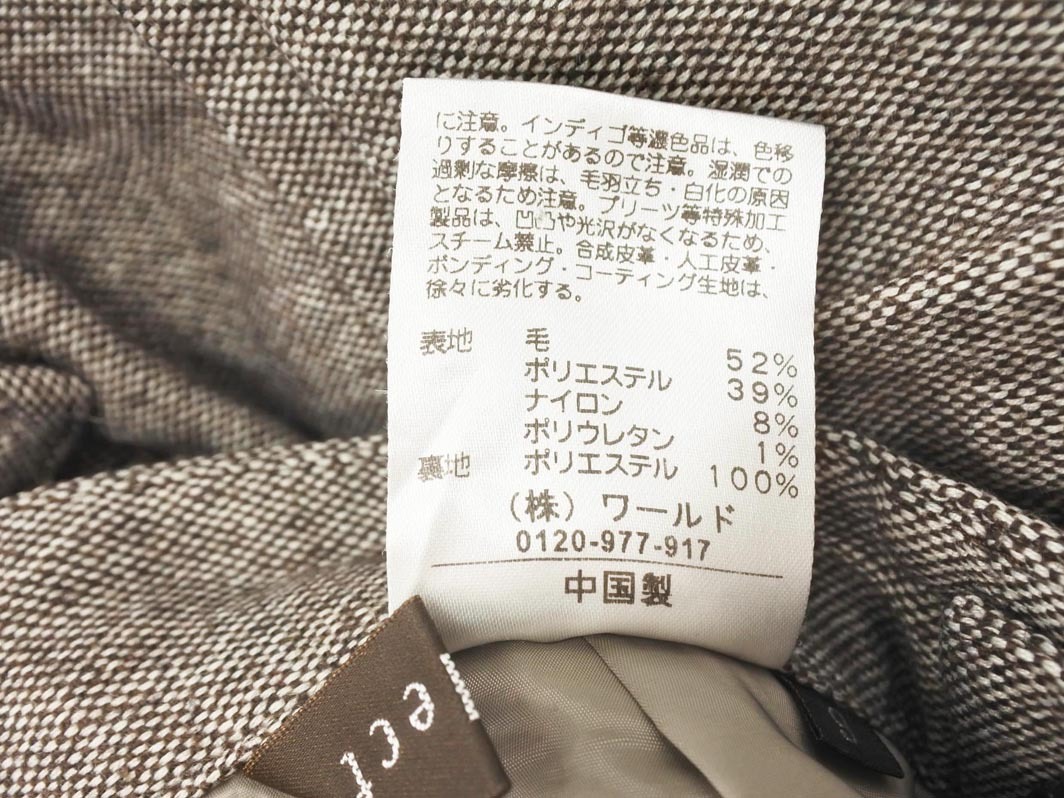 に注意。インディゴ等濃色品は、色移
りすることがあるので注意。湿潤での
過剰な摩擦は、毛羽立ち・白化の原因
となるため注意。プリーツ等特殊加工
製品は、凹凸や光沢がなくなるため、
スチーム禁止。合成皮革・人工皮革・
ボンディング・コーティング生地は、
徐々に劣化する。
表地 毛 52%
ポリエステル 39%
ナイロン 8%
ポリウレタン 1%
裏地 ポリエステル 100%
(株) ワールド
0120-977-917
中国製